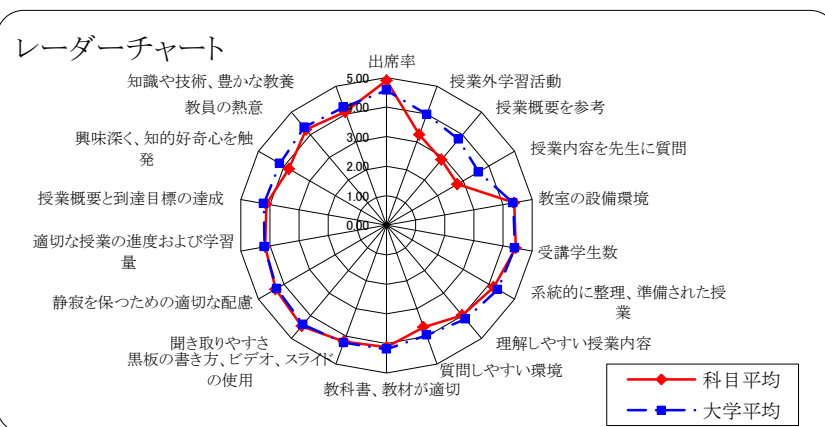 レーダーチャート
出席率
授業外学習活動
授業概要を参考
授業内容を先生に質問
教室の設備環境
受講学生数
系統的に整理、準備された授
業
理解しやすい授業内容
質問しやすい環境
教科書、教材が適切
黒板の書き方、ビデオ、スライド
の使用
聞き取りやすさ
静寂を保つための適切な配慮
適切な授業の進度および学習
量
授業概要と到達目標の達成
興味深く、知的好奇心を触
発
教員の熱意
知識や技術、豊かな教養
5.00
4.00
3.00
2.00
1.00
0.00
科目平均
大学平均